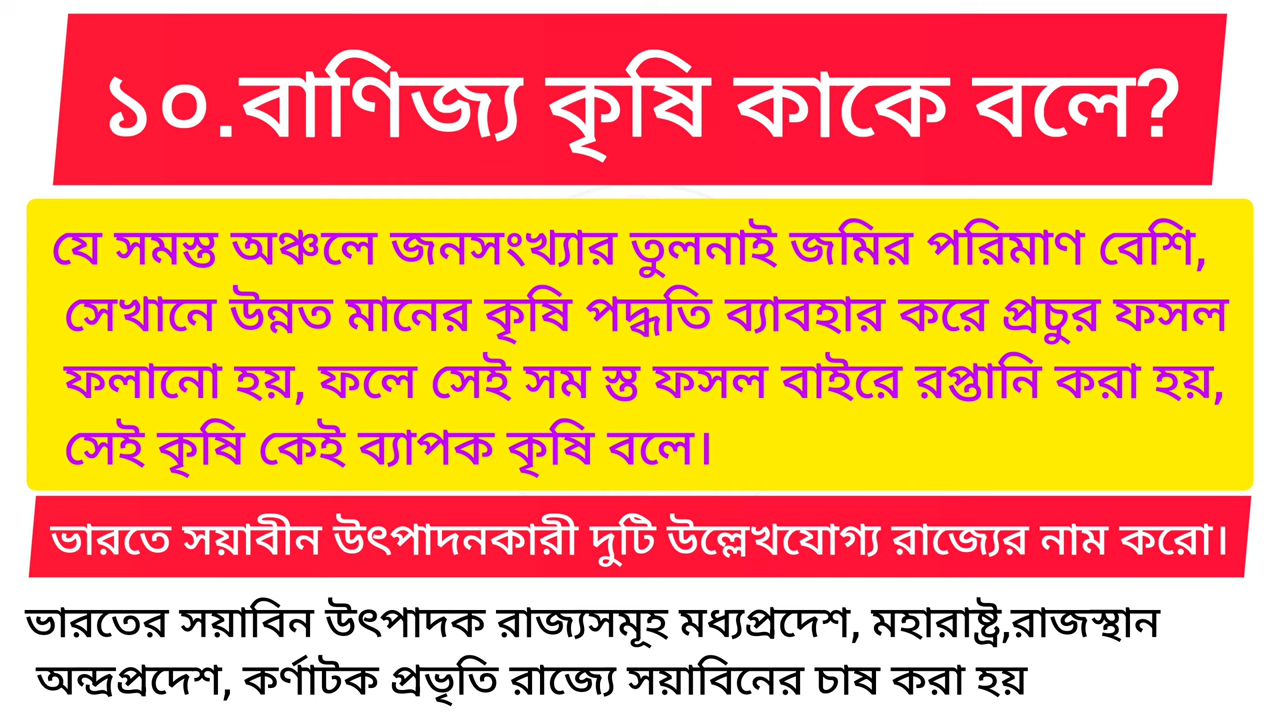 ১০.বাণিজ্য কৃষি কাকে বলে?
যে সমস্ত অঞ্চলে জনসংখ্যার তুলনাই জমির পরিমাণ বেশি,
সেখানে উন্নত মানের কৃষি পদ্ধতি ব্যাবহার করে প্রচুর ফসল
ফলানো হয়, ফলে সেই সম স্ত ফসল বাইরে রপ্তানি করা হয়,
সেই কৃষি কেই ব্যাপক কৃষি বলে।
ভারতে সয়াবীন উৎপাদনকারী দুটি উল্লেখযোগ্য রাজ্যের নাম করো।
ভারতের সয়াবিন উৎপাদক রাজ্যসমূহ মধ্যপ্রদেশ, মহারাষ্ট্র,রাজস্থান
অন্দ্রপ্রদেশ, কর্ণাটক প্রভৃতি রাজ্যে সয়াবিনের চাষ করা হয়